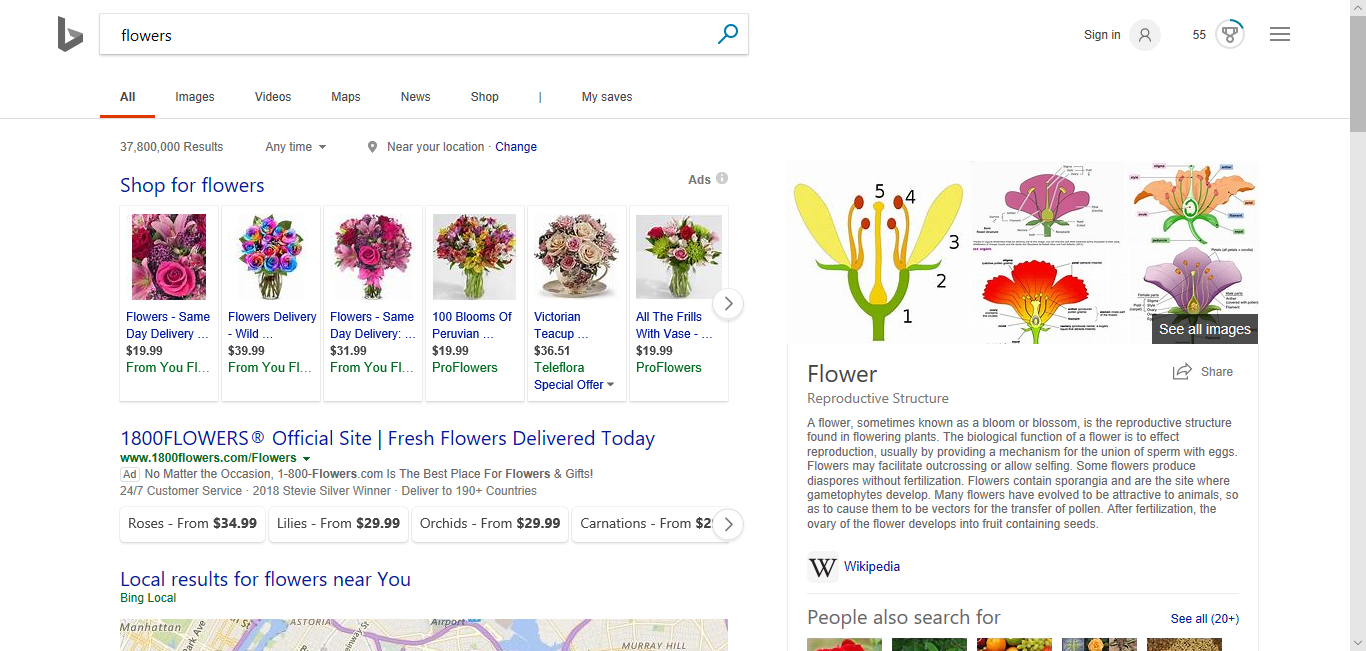 flowers
Sign in
55
All
Images
Videos
Maps
News
Shop
|
My saves
37,800,000 Results
Any time
Near your location · Change
Shop for flowers
Ads
Flowers - Same
Day Delivery ...
$19.99
From You Fl...
Flowers Delivery
- Wild ...
$39.99
From You Fl...
Flowers - Same
Day Delivery: ...
$31.99
From You Fl...
100 Blooms Of
Peruvian ...
$19.99
ProFlowers
Victorian
Teacup ...
$36.51
Teleflora
Special Offer
All The Frills
With Vase - ...
$19.99
ProFlowers
1800FLOWERS® Official Site | Fresh Flowers Delivered Today
www.1800flowers.com/Flowers
Ad No Matter the Occasion, 1-800-Flowers.com Is The Best Place For Flowers & Gifts!
24/7 Customer Service · 2018 Stevie Silver Winner · Deliver to 190+ Countries
Roses - From $34.99
Lilies - From $29.99
Orchids - From $29.99
Carnations - From $2
Local results for flowers near You
Bing Local
Manhattan
Park Ave
ASTORIA
Airport
MURRAY HILL
5
4
3
2
1
See all images
Flower
Share
Reproductive Structure
A flower, sometimes known as a bloom or blossom, is the reproductive structure
found in flowering plants. The biological function of a flower is to effect
reproduction, usually by providing a mechanism for the union of sperm with eggs.
Flowers may facilitate outcrossing or allow selfing. Some flowers produce
diaspores without fertilization. Flowers contain sporangia and are the site where
gametophytes develop. Many flowers have evolved to be attractive to animals, so
as to cause them to be vectors for the transfer of pollen. After fertilization, the
ovary of the flower develops into fruit containing seeds.
W Wikipedia
People also search for
See all (20+)